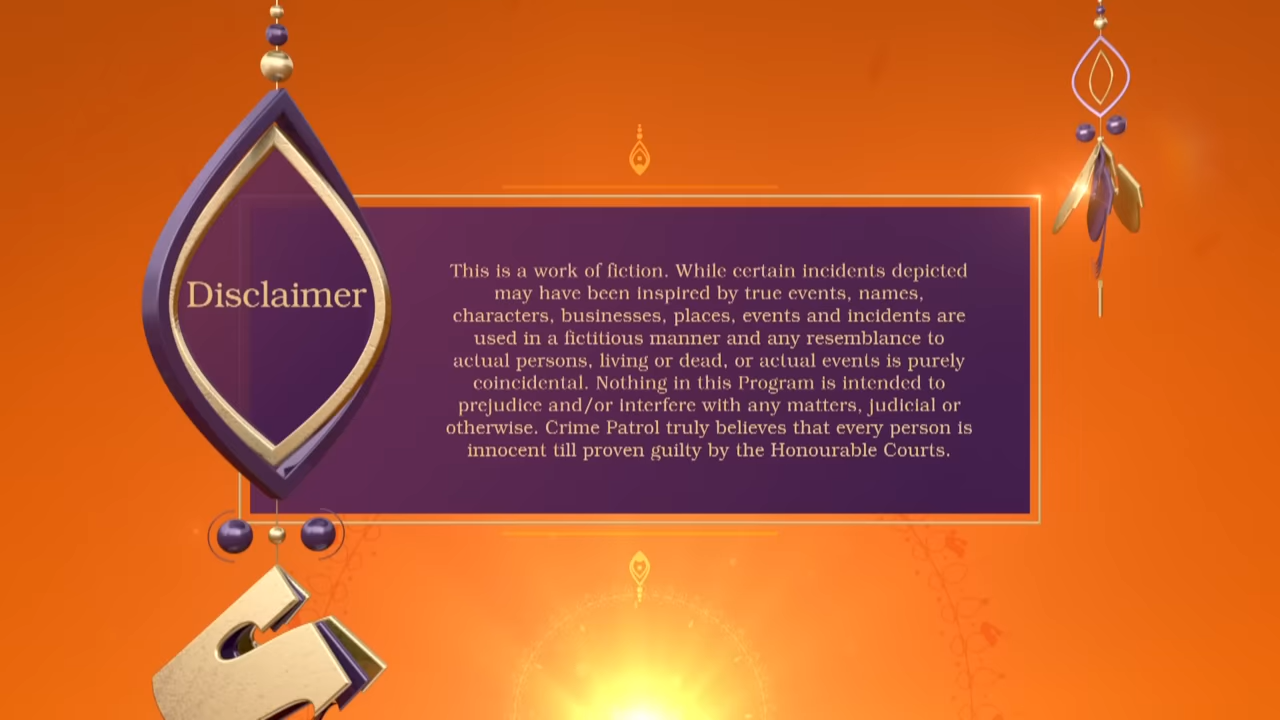 Disclaimer
This is a work of fiction. While certain incidents depicted
may have been inspired by true events, names,
characters, businesses, places, events and incidents are
used in a fictitious manner and any resemblance to
actual persons, living or dead, or actual events is purely
coincidental. Nothing in this Program is intended to
prejudice and/or interfere with any matters, judicial or
otherwise. Crime Patrol truly believes that every person is
innocent till proven guilty by the Honourable Courts.